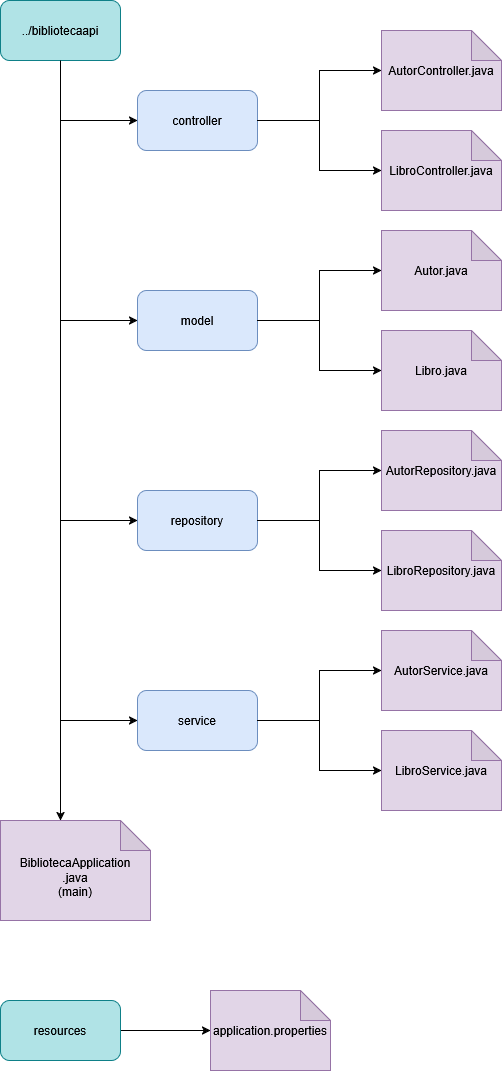 ../bibliotecaapi
controller
AutorController.java
LibroController.java
model
Autor.java
Libro.java
repository
AutorRepository.java
LibroRepository.java
service
AutorService.java
LibroService.java
BibliotecaApplication
.java
(main)
resources
application.properties